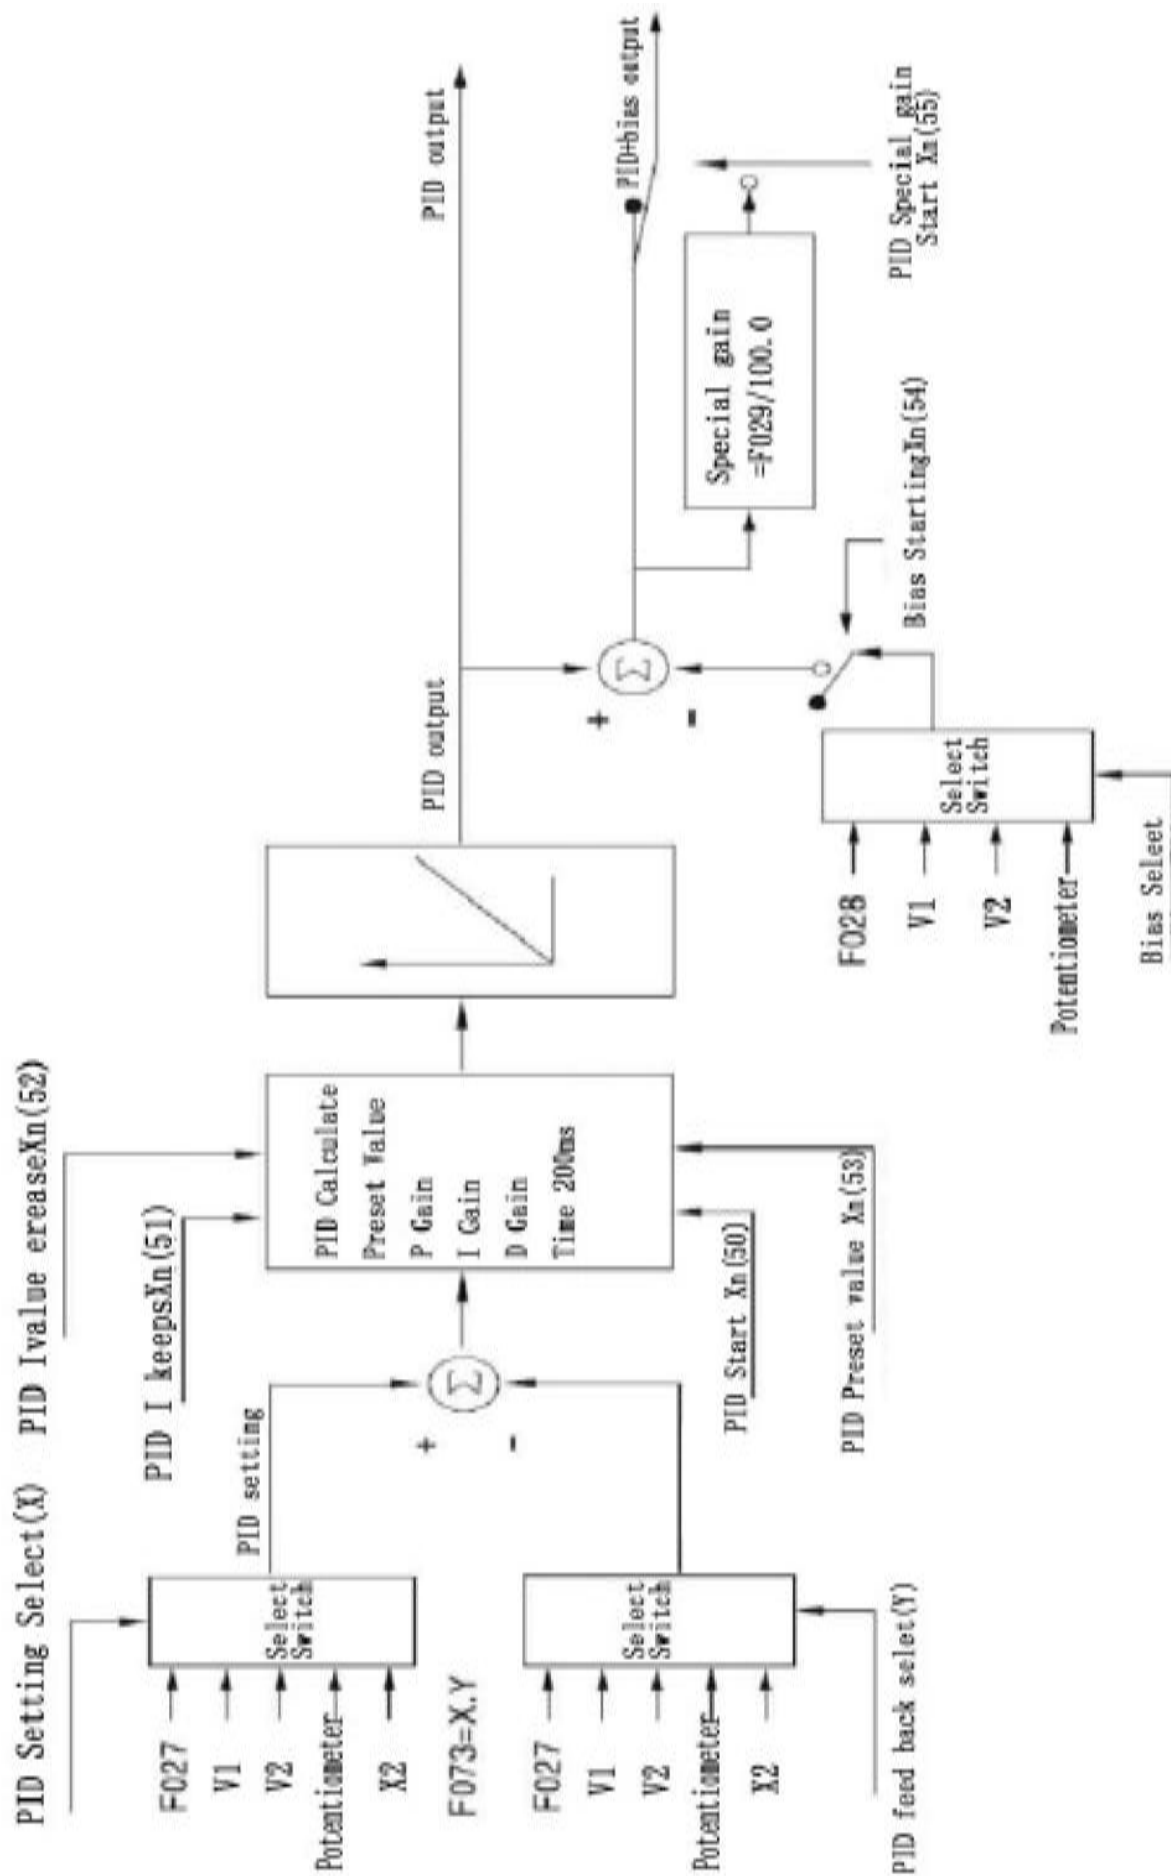 PID Setting Select(X)
PID Ivalue ereaseXn(52)
PID I keepsXn(51)
PID setting
F027
V1
V2
Potentiometer
X2
Select
Switch
F073=X.Y
F027
V1
V2
Potentiometer
X2
Select
Switch
PID feed back selet(Y)
+
Σ
-
PID Calculate
Preset Value
P Gain
I Gain
D Gain
Time 200ms
PID Start Xn(50)
PID Preset value Xn(53)
PID output
PID output
+
Σ
-
F028
V1
V2
Potentiometer
Select
Switch
Bias Select
Bias StartingXn(54)
Special gain
=F029/100.0
PID+bias output
PID Special gain
Start Xn(55)